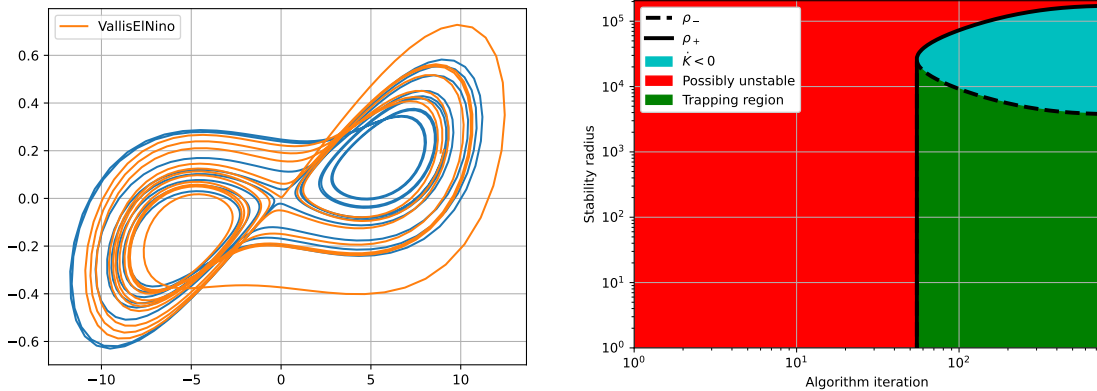 VallisElNino
0.6
0.4
0.2
0.0
−0.2
−0.4
−0.6
−10
−5
0
5
10
ρ−
ρ+
K̇ < 0
Possibly unstable
Trapping region
Stability radius
10⁵
10⁴
10³
10²
10¹
10⁰
10⁰
10¹
10²
Algorithm iteration